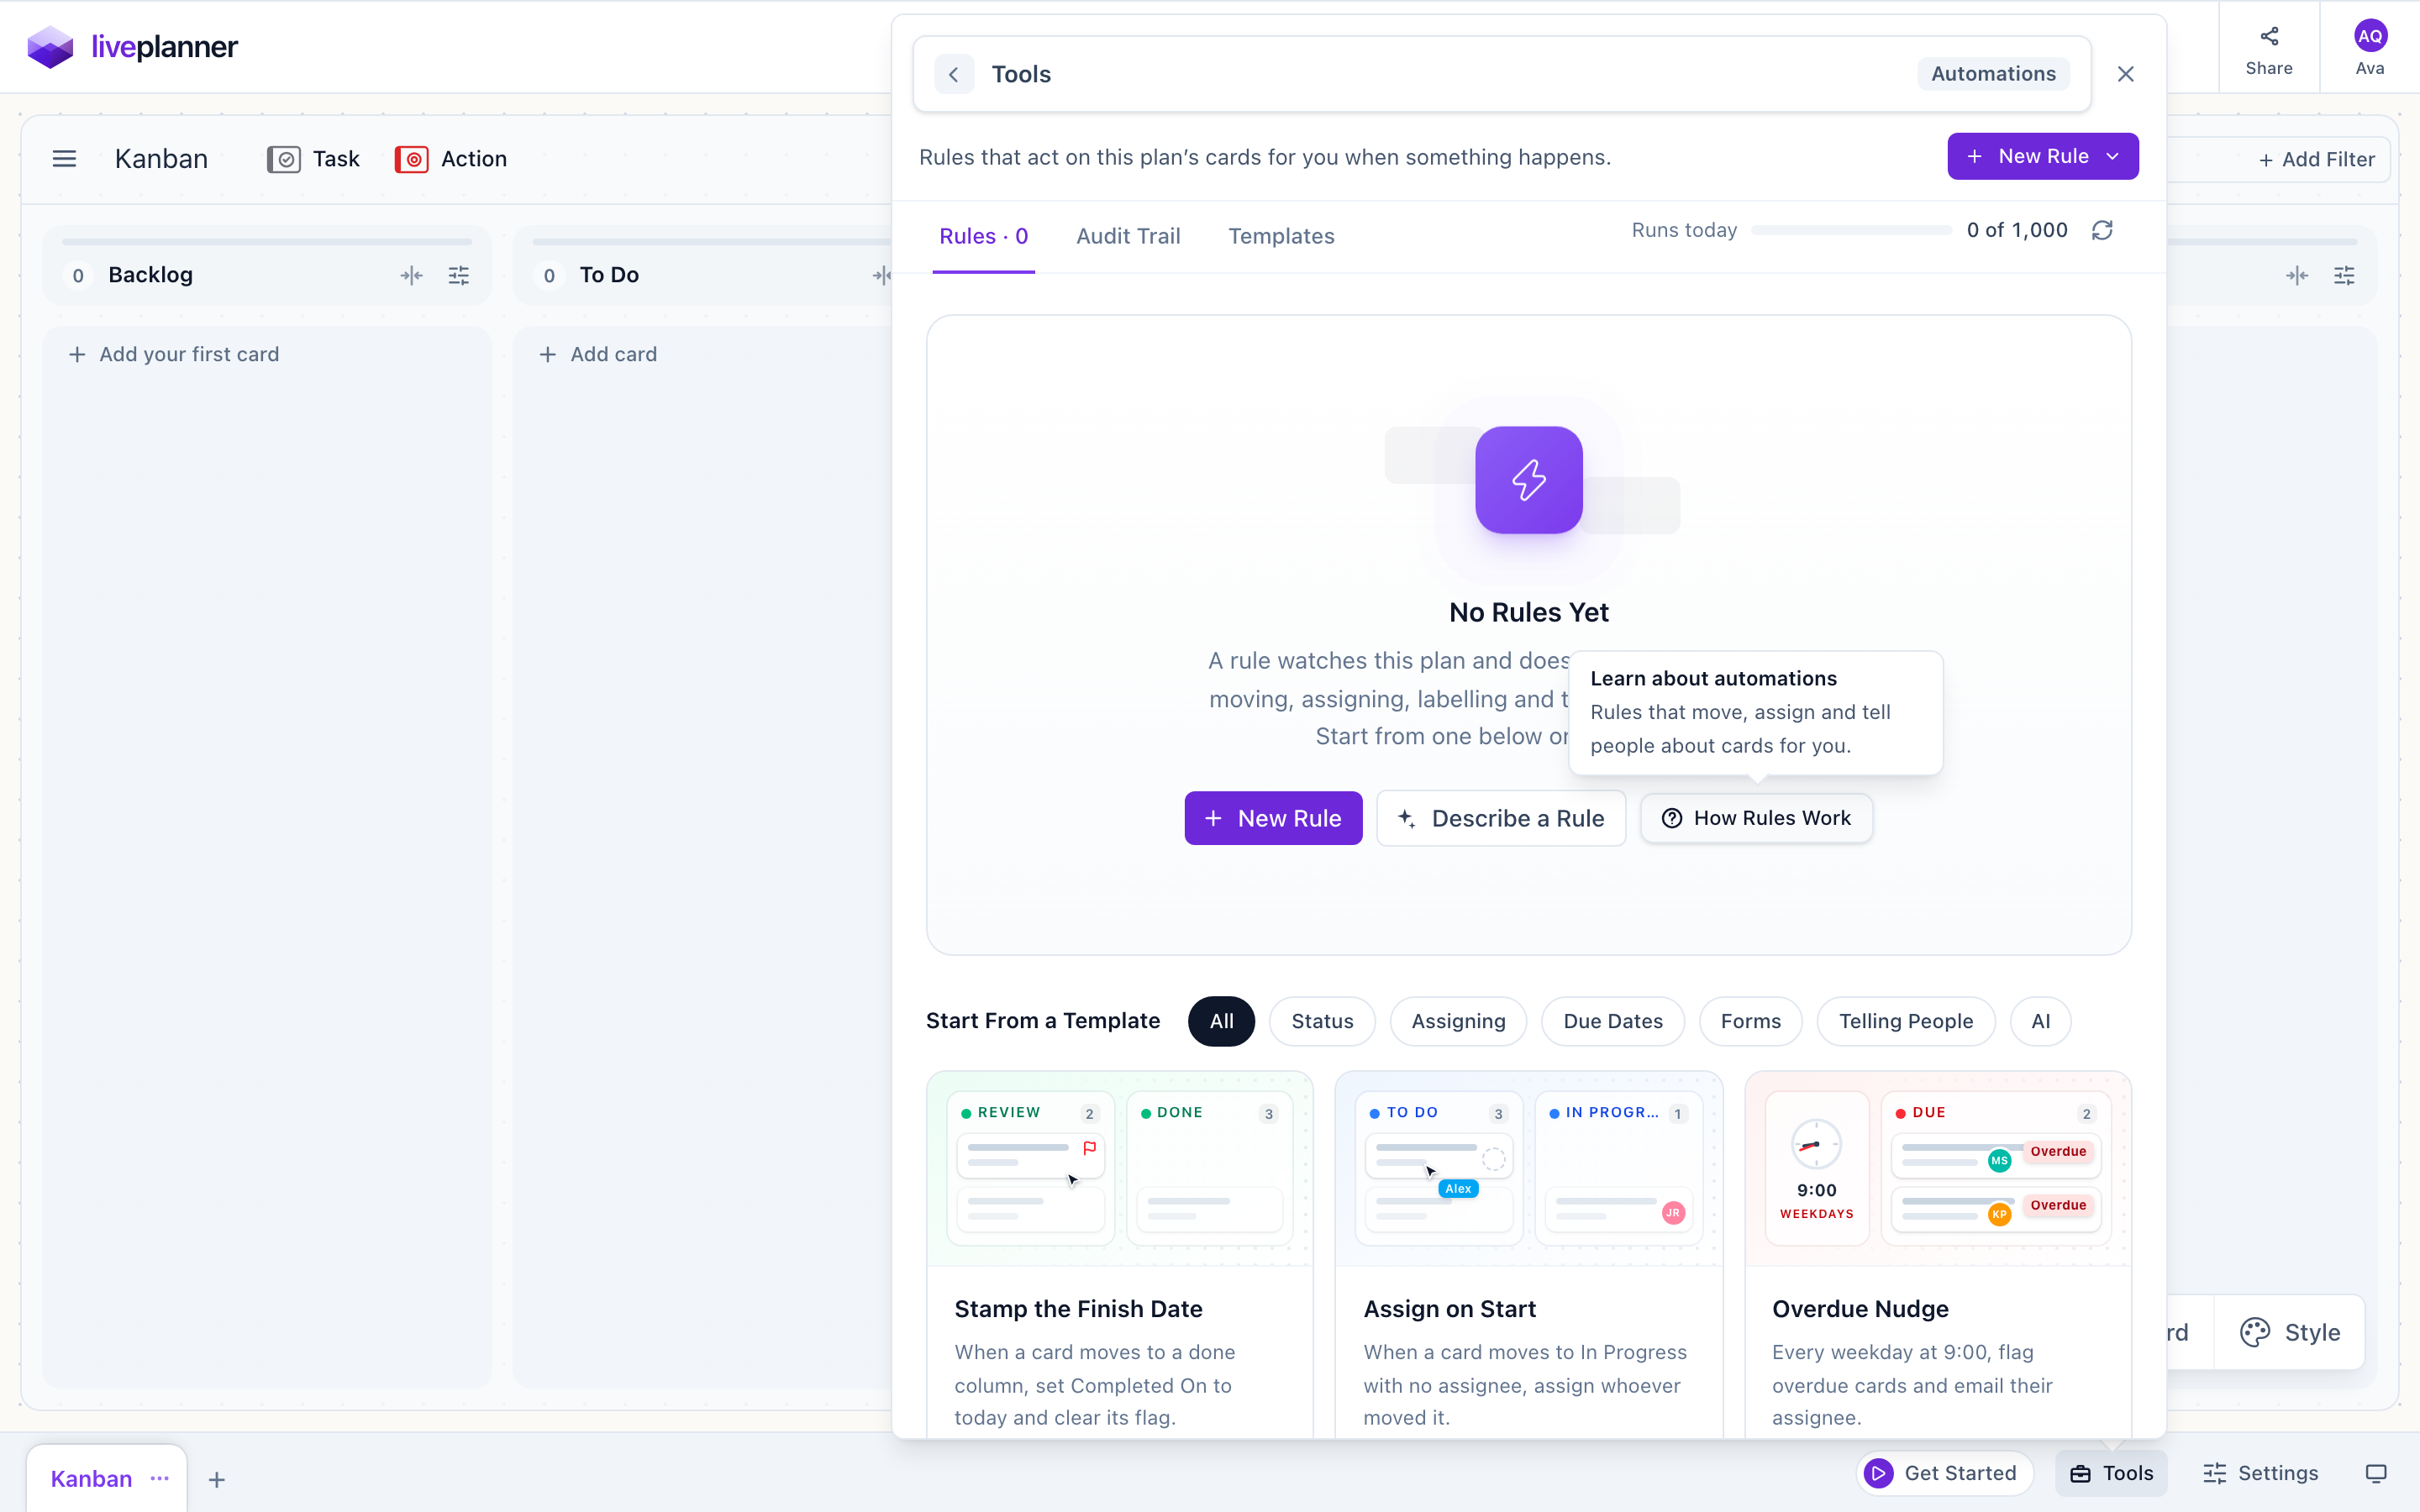 liveplanner
Share
AQ
Ava
Tools
Automations
Kanban
Task
Action
Rules that act on this plan’s cards for you when something happens.
+ New Rule
+ Add Filter
Rules · 0
Audit Trail
Templates
Runs today
0 of 1,000
0 Backlog
0 To Do
+ Add your first card
+ Add card
No Rules Yet
A rule watches this plan and does
moving, assigning, labelling and
Start from one below
Learn about automations
Rules that move, assign and tell
people about cards for you.
+ New Rule
Describe a Rule
How Rules Work
Start From a Template
All
Status
Assigning
Due Dates
Forms
Telling People
AI
REVIEW 2
DONE 3
TO DO 3
IN PROGR... 1
Alex
JR
9:00
WEEKDAYS
DUE 2
MS
Overdue
KP
Overdue
Stamp the Finish Date
When a card moves to a done
column, set Completed On to
today and clear its flag.
Assign on Start
When a card moves to In Progress
with no assignee, assign whoever
moved it.
Overdue Nudge
Every weekday at 9:00, flag
overdue cards and email their
assignee.
Style
Kanban
+
Get Started
Tools
Settings